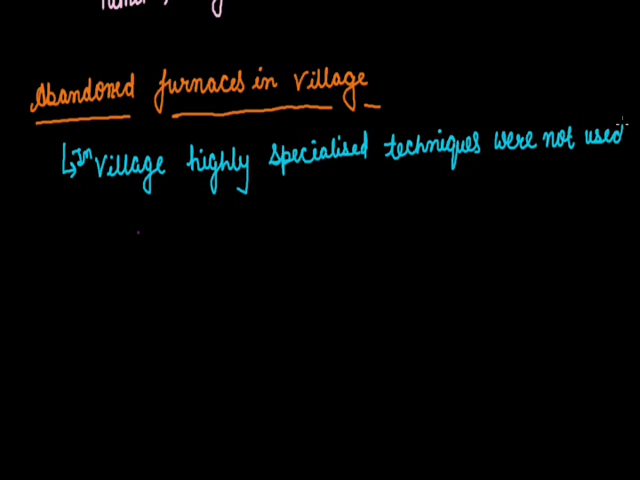 Abandoned furnaces in village
In village highly specialised techniques were not used